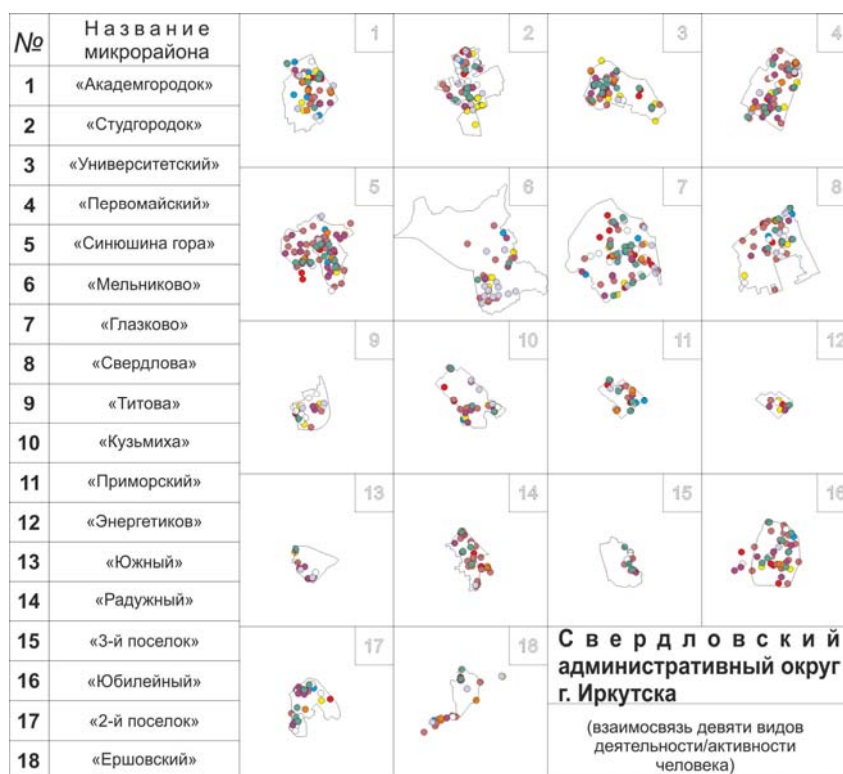 № Название
микрорайона
1 «Академгородок»
2 «Студгородок»
3 «Университетский»
4 «Первомайский»
5 «Синюшина гора»
6 «Мельниково»
7 «Глазково»
8 «Свердлова»
9 «Титова»
10 «Кузьмиха»
11 «Приморский»
12 «Энергетиков»
13 «Южный»
14 «Радужный»
15 «3-й поселок»
16 «Юбилейный»
17 «2-й поселок»
18 «Ершовский»
1 2 3 4
5 6 7 8
9 10 11 12
13 14 15 16
17 18
Свердловский
административный округ
г. Иркутска
(взаимосвязь девяти видов
деятельности/активности
человека)